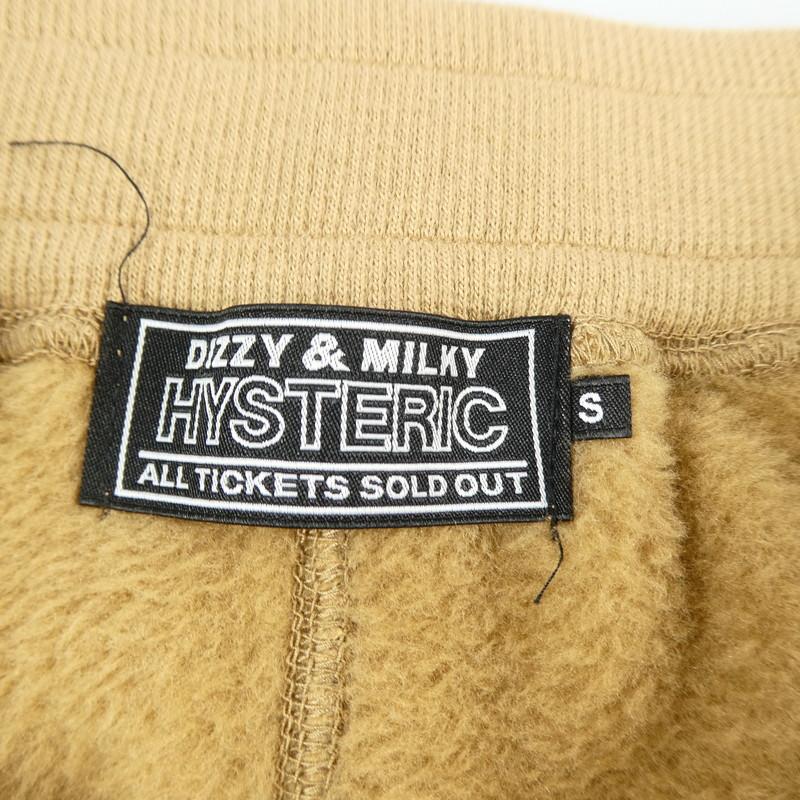 DIZZY & MILKY
HYSTERIC
ALL TICKETS SOLD OUT
S